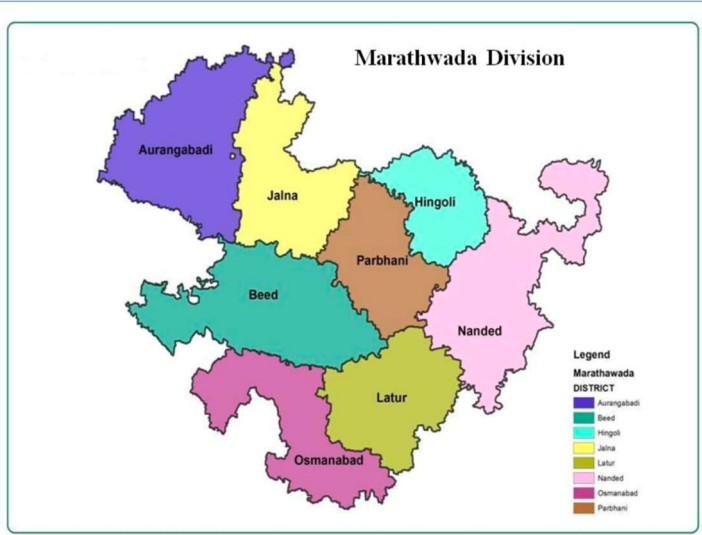 Marathwada Division
Aurangabadi
Jalna
Hingoli
Parbhani
Beed
Nanded
Latur
Osmanabad
Legend
Marathawada
DISTRICT
Aurangabadi
Beed
Hingoli
Jalna
Latur
Nanded
Osmanabad
Parbhani